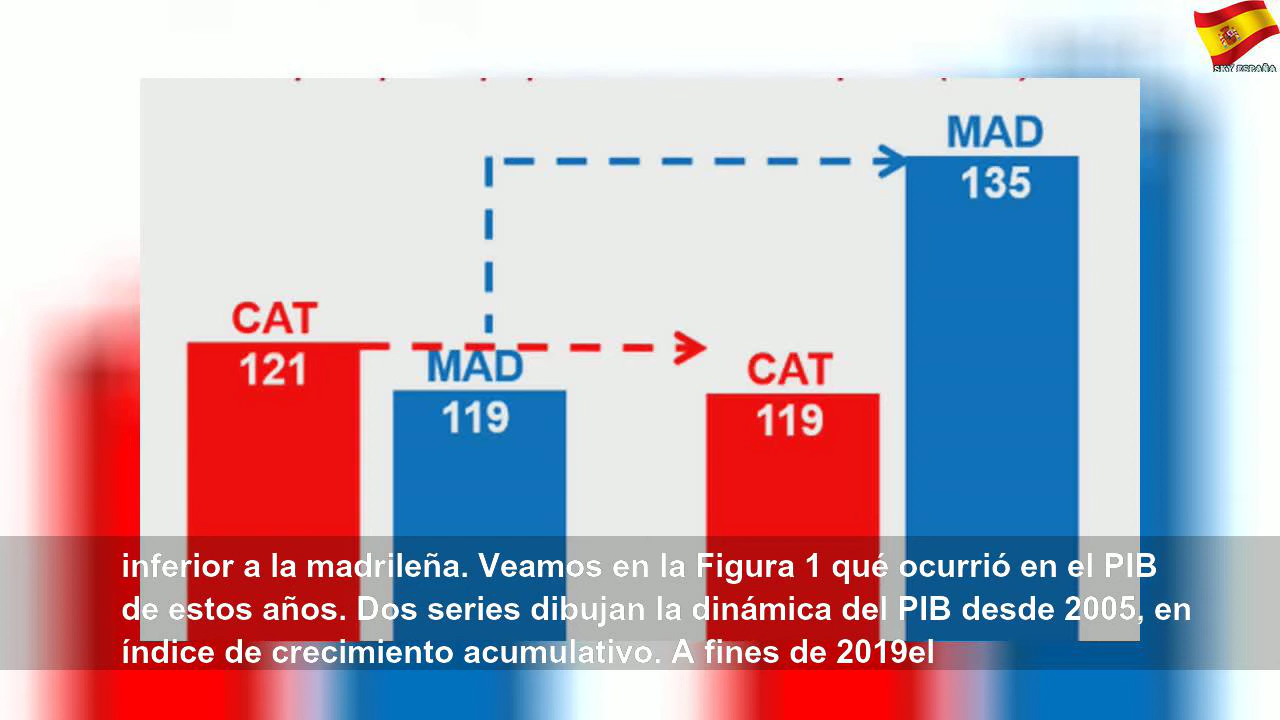 SKY ESPAÑA
MAD
135
CAT
121
MAD
119
CAT
119
inferior a la madrileña. Veamos en la Figura 1 qué ocurrió en el PIB
de estos años. Dos series dibujan la dinámica del PIB desde 2005, en
índice de crecimiento acumulativo. A fines de 2019el